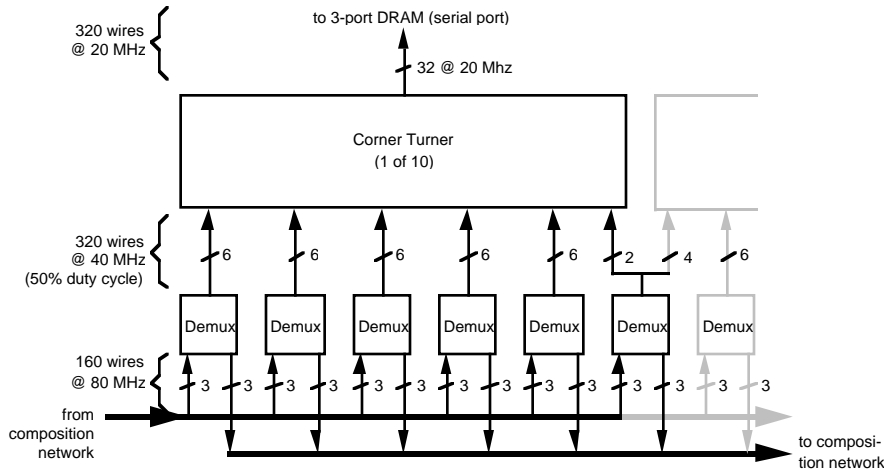 to 3-port DRAM (serial port)
320 wires
@ 20 MHz
32 @ 20 Mhz
Corner Turner
(1 of 10)
320 wires
@ 40 MHz
(50% duty cycle)
6
6
6
6
6
2
4
6
Demux
Demux
Demux
Demux
Demux
Demux
Demux
160 wires
@ 80 MHz
3
3
3
3
3
3
3
3
3
3
3
3
3
3
from
composition
network
to composi-
tion network